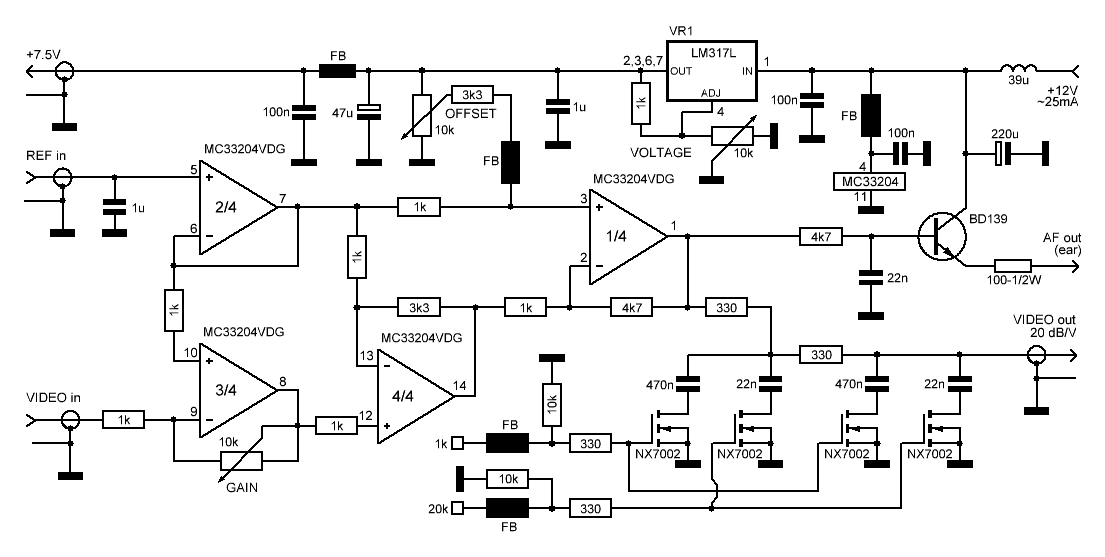 VR1
+7.5V
FB
2,3,6,7
LM317L
OUT
IN
1
ADJ
4
39u
+12V
~25mA
100n
47u
10k
3k3
OFFSET
1u
1k
VOLTAGE
10k
100n
FB
100n
220u
4
MC33204
11
REF in
MC33204VDG
5
+
2/4
7
6
−
1u
FB
MC33204VDG
3
+
1/4
1
2
−
1k
4k7
BD139
AF out
(ear)
100-1/2W
22n
1k
1k
3k3
1k
4k7
330
MC33204VDG
10
+
3/4
8
9
−
MC33204VDG
13
−
4/4
14
12
+
VIDEO out
20 dB/V
330
470n
22n
470n
22n
VIDEO in
1k
10k
GAIN
1k
10k
1k
FB
330
NX7002
NX7002
NX7002
NX7002
10k
20k
FB
330